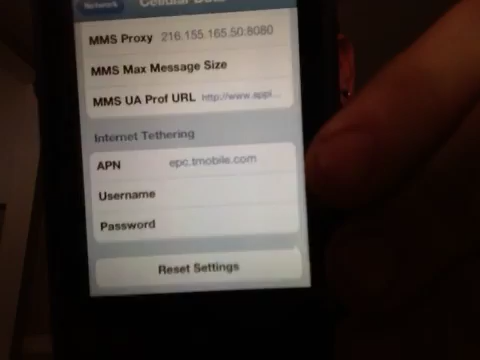 Network
Cellular Data
MMS Proxy 216.155.165.50:8080
MMS Max Message Size
MMS UA Prof URL http://www.appl...
Internet Tethering
APN epc.tmobile.com
Username
Password
Reset Settings